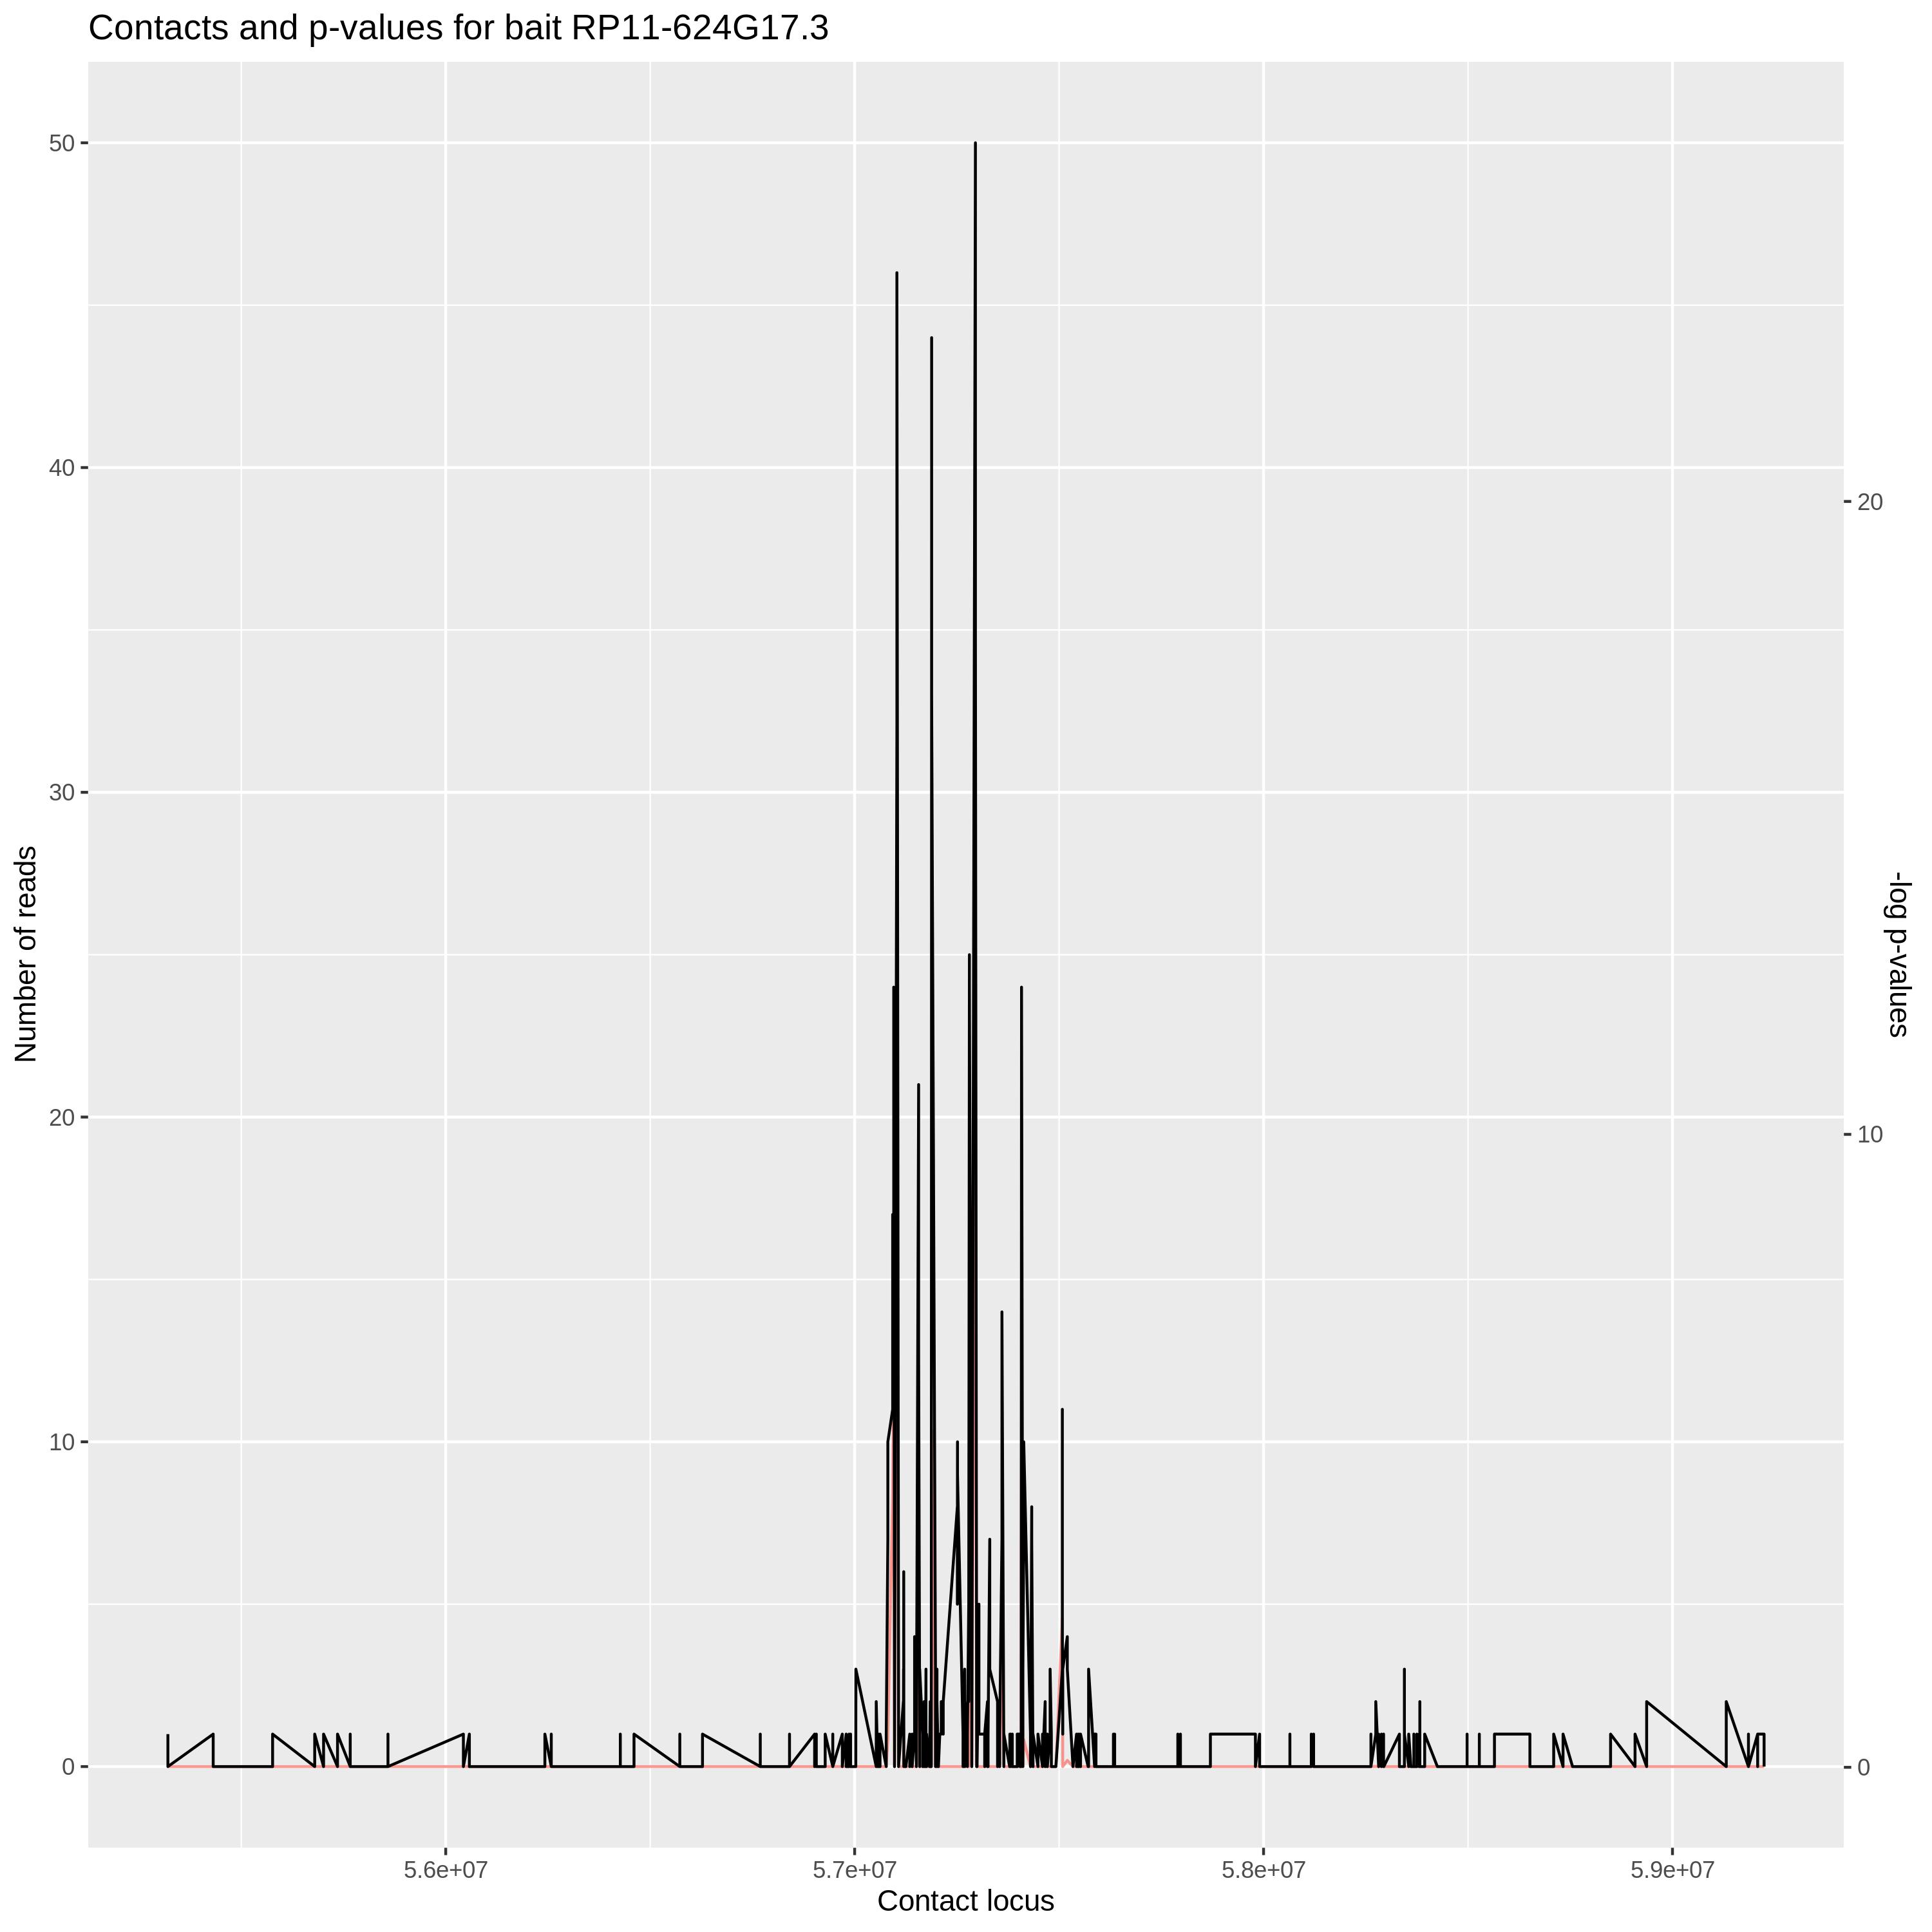 Contacts and p-values for bait RP11-624G17.3
50
40
30
20
10
0
Number of reads
20
10
0
-log p-values
5.6e+07
5.7e+07
5.8e+07
5.9e+07
Contact locus